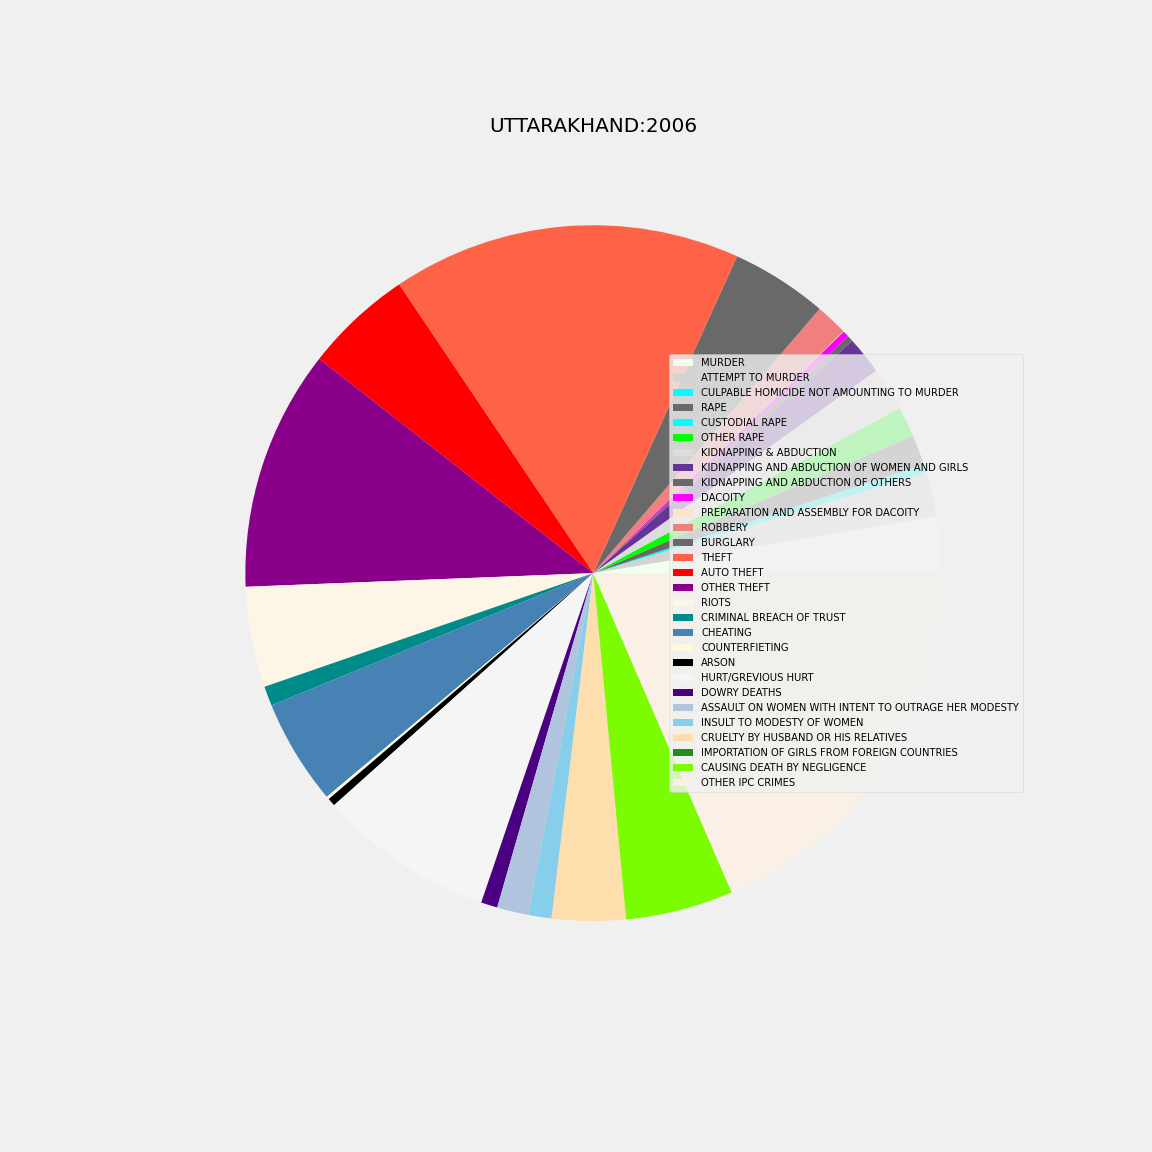 UTTARAKHAND:2006
MURDER
ATTEMPT TO MURDER
CULPABLE HOMICIDE NOT AMOUNTING TO MURDER
RAPE
CUSTODIAL RAPE
OTHER RAPE
KIDNAPPING & ABDUCTION
KIDNAPPING AND ABDUCTION OF WOMEN AND GIRLS
KIDNAPPING AND ABDUCTION OF OTHERS
DACOITY
PREPARATION AND ASSEMBLY FOR DACOITY
ROBBERY
BURGLARY
THEFT
AUTO THEFT
OTHER THEFT
RIOTS
CRIMINAL BREACH OF TRUST
CHEATING
COUNTERFIETING
ARSON
HURT/GREVIOUS HURT
DOWRY DEATHS
ASSAULT ON WOMEN WITH INTENT TO OUTRAGE HER MODESTY
INSULT TO MODESTY OF WOMEN
CRUELTY BY HUSBAND OR HIS RELATIVES
IMPORTATION OF GIRLS FROM FOREIGN COUNTRIES
CAUSING DEATH BY NEGLIGENCE
OTHER IPC CRIMES